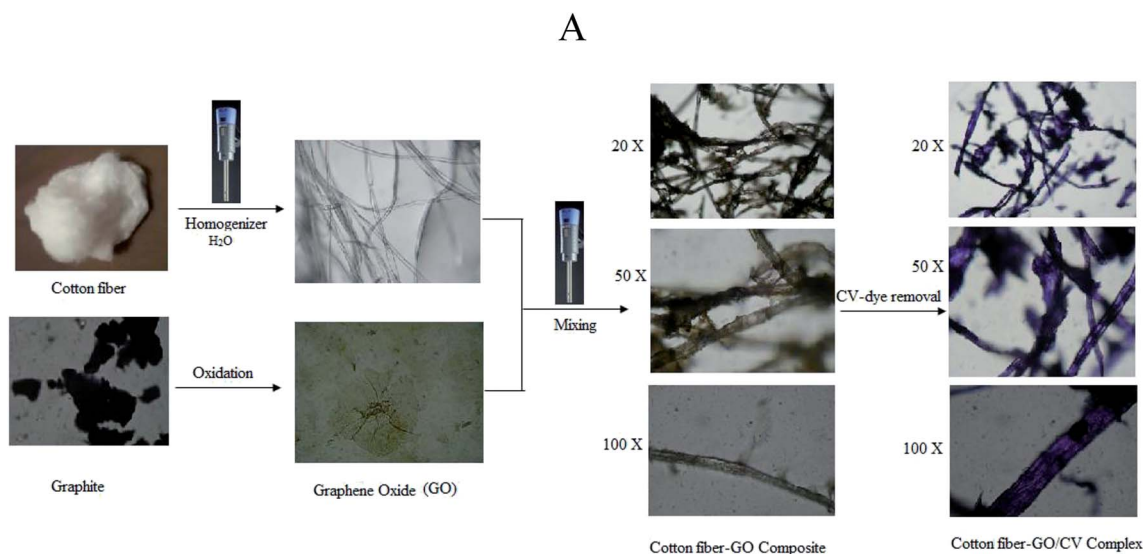 A
Homogenizer
H2O
Cotton fiber
Oxidation
Graphite
Graphene Oxide (GO)
Mixing
20 X
50 X
100 X
Cotton fiber-GO Composite
CV-dye removal
20 X
50 X
100 X
Cotton fiber-GO/CV Complex